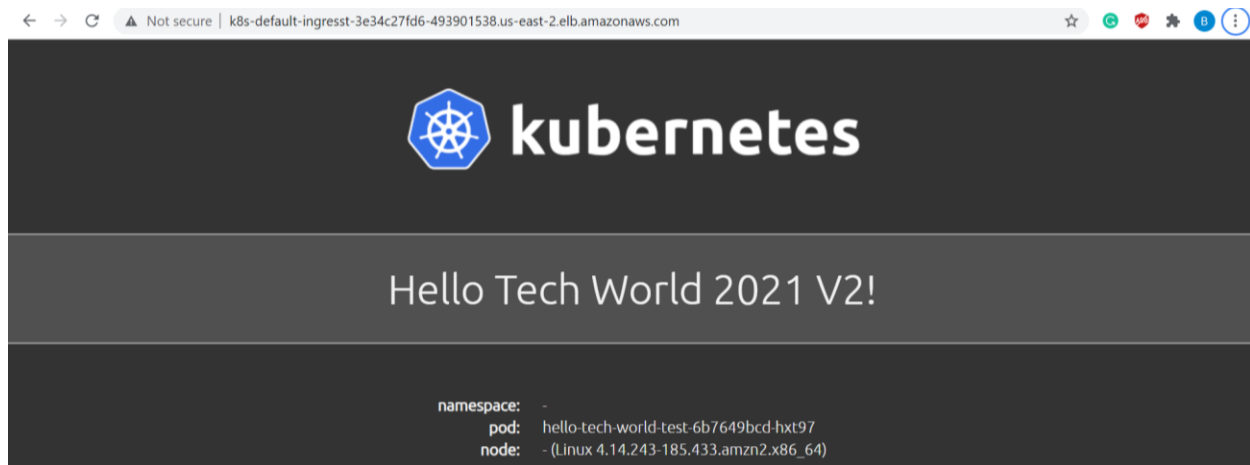 Not secure | k8s-default-ingresst-3e34c27fd6-493901538.us-east-2.elb.amazonaws.com
B
kubernetes
Hello Tech World 2021 V2!
namespace: -
pod: hello-tech-world-test-6b7649bcd-hxt97
node: - (Linux 4.14.243-185.433.amzn2.x86_64)